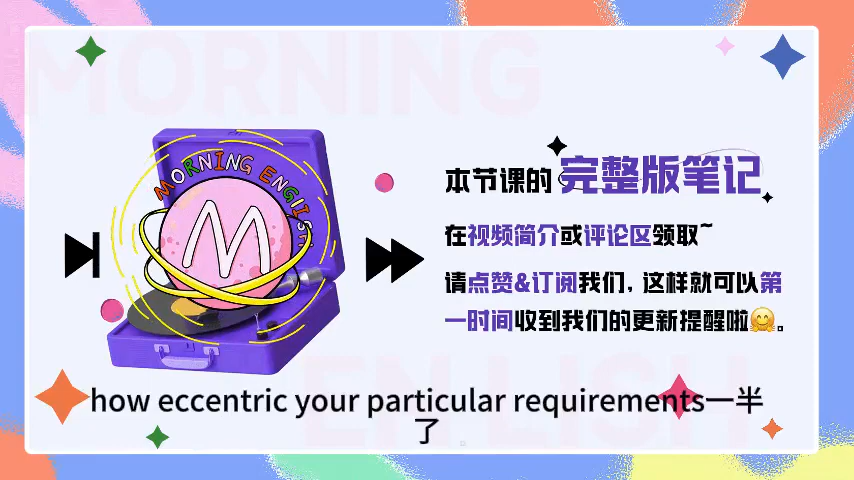 MORNING
MORNING ENGLISH
M
本节课的 完整版笔记
在视频简介或评论区领取~
请点赞&订阅我们，这样就可以第
一时间收到我们的更新提醒啦🤗。
how eccentric your particular requirements一半
了 。